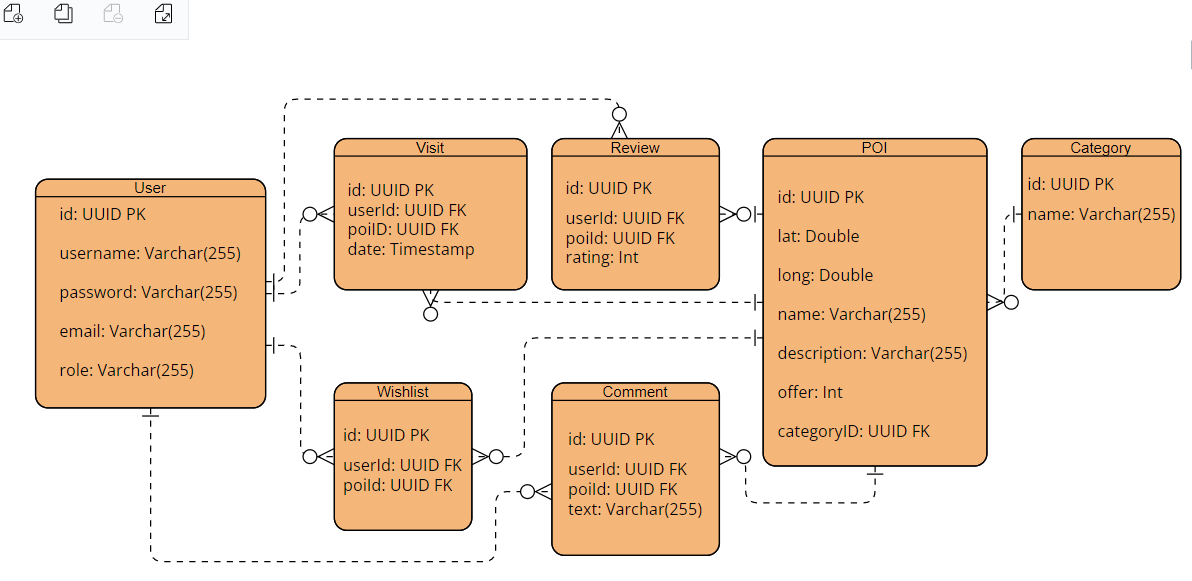 User
id: UUID PK
username: Varchar(255)
password: Varchar(255)
email: Varchar(255)
role: Varchar(255)
Visit
id: UUID PK
userId: UUID FK
poiID: UUID FK
date: Timestamp
Review
id: UUID PK
userId: UUID FK
poiId: UUID FK
rating: Int
POI
id: UUID PK
lat: Double
long: Double
name: Varchar(255)
description: Varchar(255)
offer: Int
categoryID: UUID FK
Category
id: UUID PK
name: Varchar(255)
Wishlist
id: UUID PK
userId: UUID FK
poiId: UUID FK
Comment
id: UUID PK
userId: UUID FK
poiId: UUID FK
text: Varchar(255)